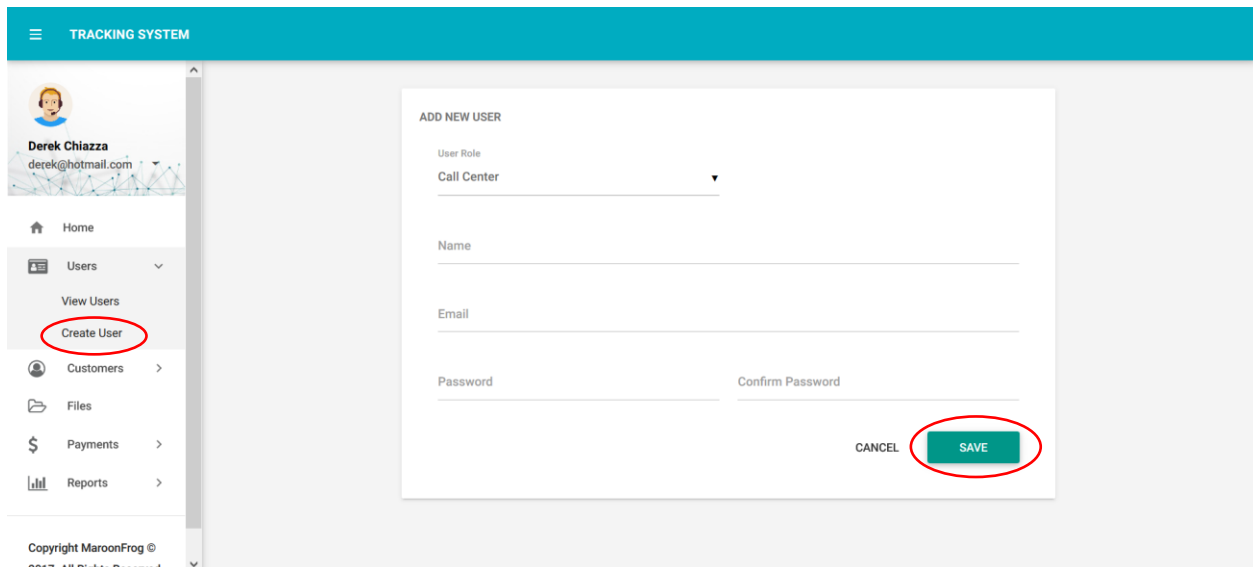 TRACKING SYSTEM
Derek Chiazza
derek@hotmail.com
Home
Users
View Users
Create User
Customers
Files
Payments
Reports
Copyright MaroonFrog ©
ADD NEW USER
User Role
Call Center
Name
Email
Password Confirm Password
CANCEL SAVE